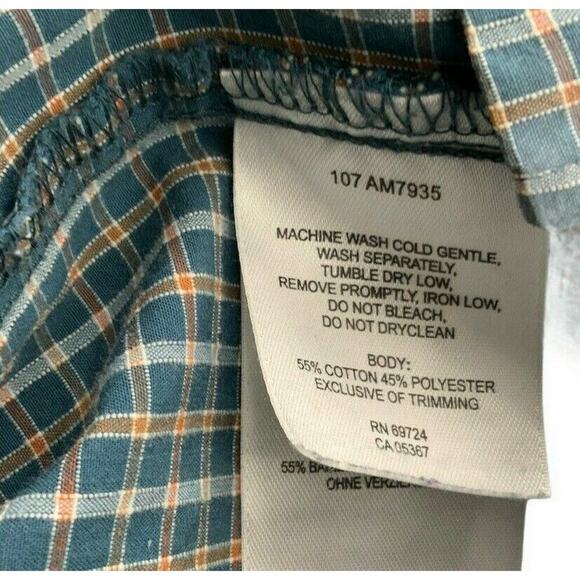 107 AM7935
MACHINE WASH COLD GENTLE,
WASH SEPARATELY,
TUMBLE DRY LOW,
REMOVE PROMPTLY, IRON LOW,
DO NOT BLEACH,
DO NOT DRYCLEAN
BODY:
55% COTTON 45% POLYESTER
EXCLUSIVE OF TRIMMING
RN 69724
CA 05367
55%
OHNE